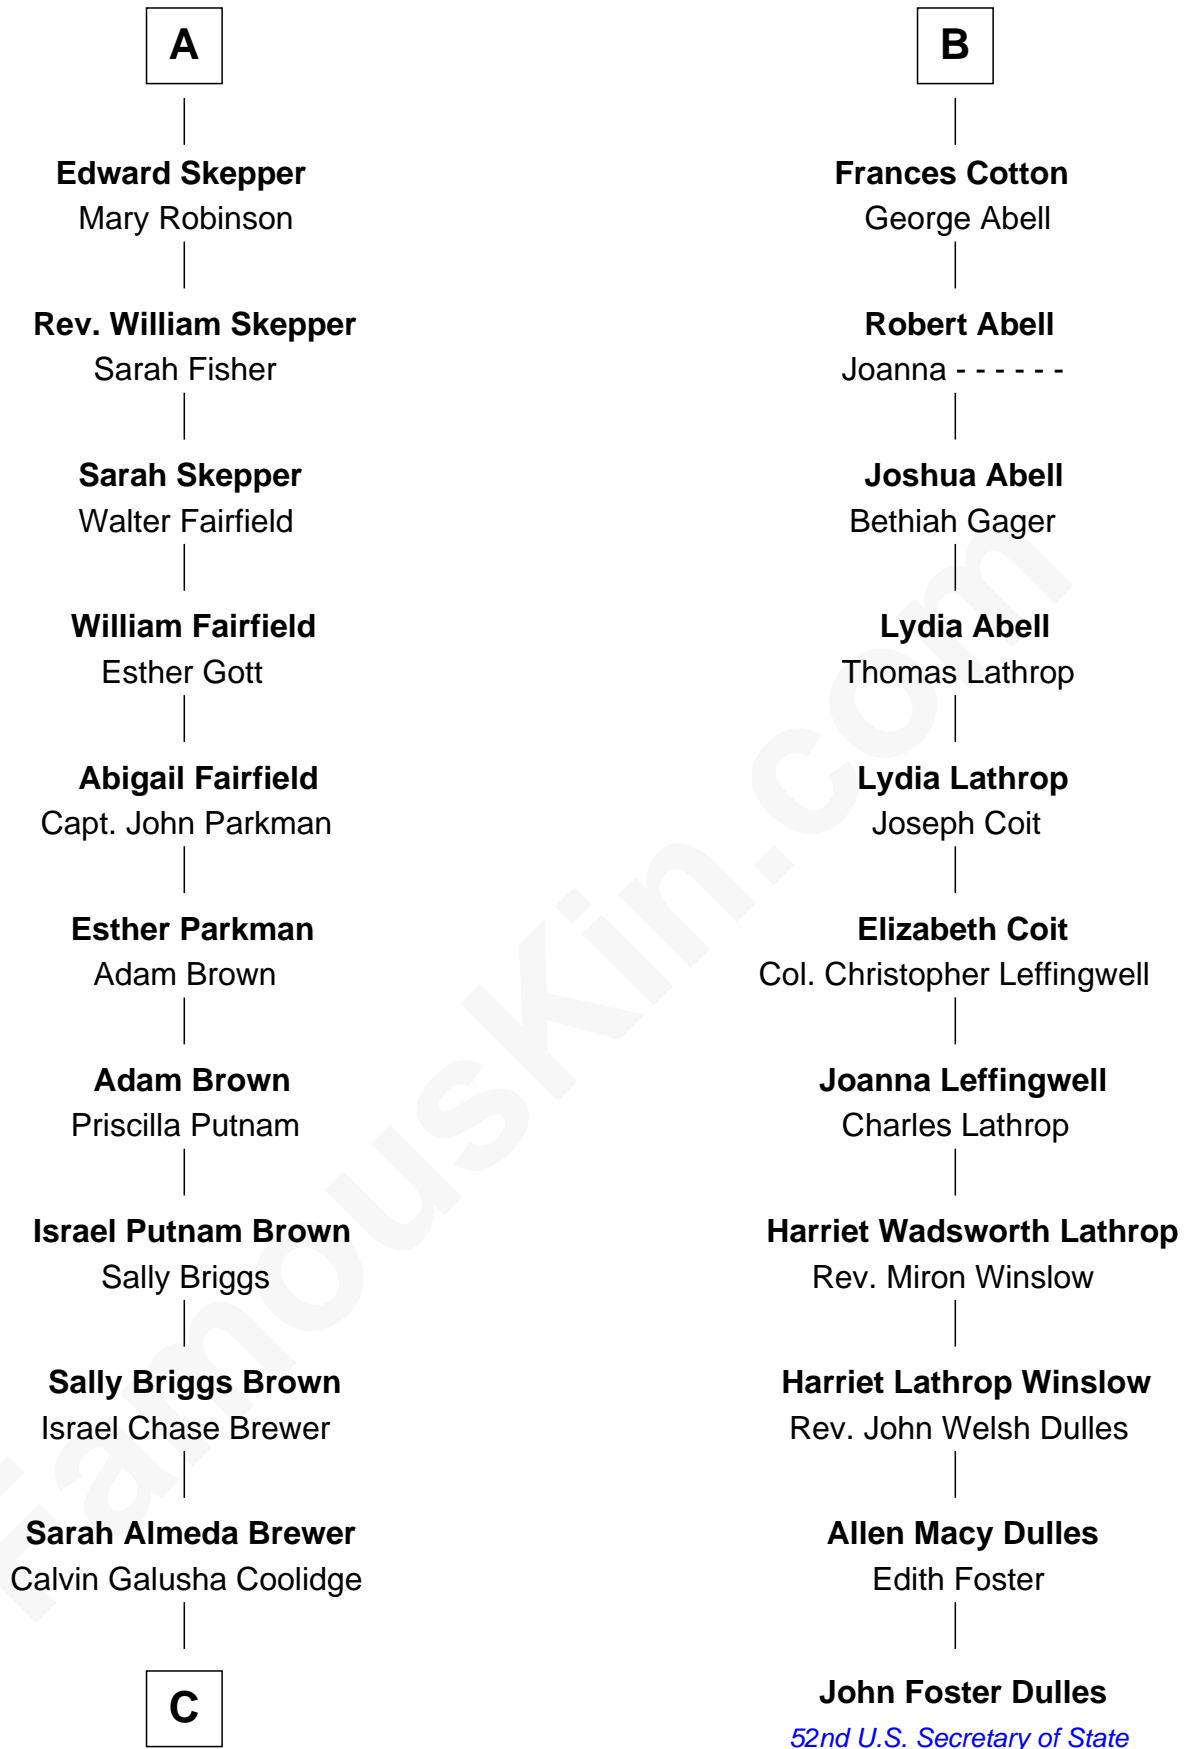 A
Edward Skepper
Mary Robinson
Rev. William Skepper
Sarah Fisher
Sarah Skepper
Walter Fairfield
William Fairfield
Esther Gott
Abigail Fairfield
Capt. John Parkman
Esther Parkman
Adam Brown
Adam Brown
Priscilla Putnam
Israel Putnam Brown
Sally Briggs
Sally Briggs Brown
Israel Chase Brewer
Sarah Almeda Brewer
Calvin Galusha Coolidge
C
B
Frances Cotton
George Abell
Robert Abell
Joanna - - - - - -
Joshua Abell
Bethiah Gager
Lydia Abell
Thomas Lathrop
Lydia Lathrop
Joseph Coit
Elizabeth Coit
Col. Christopher Leffingwell
Joanna Leffingwell
Charles Lathrop
Harriet Wadsworth Lathrop
Rev. Miron Winslow
Harriet Lathrop Winslow
Rev. John Welsh Dulles
Allen Macy Dulles
Edith Foster
John Foster Dulles
52nd U.S. Secretary of State
FamousKin.com